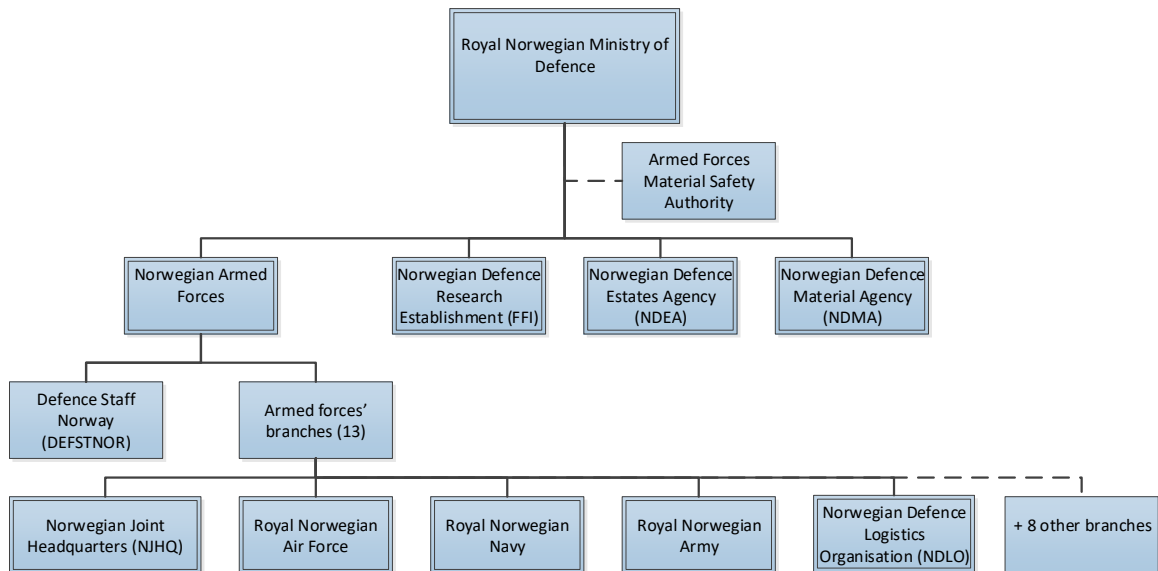 Royal Norwegian Ministry of
Defence
Armed Forces
Material Safety
Authority
Norwegian Armed
Forces
Norwegian Defence
Research
Establishment (FFI)
Norwegian Defence
Estates Agency
(NDEA)
Norwegian Defence
Material Agency
(NDMA)
Defence Staff
Norway
(DEFSTNOR)
Armed forces’
branches (13)
Norwegian Joint
Headquarters (NJHQ)
Royal Norwegian
Air Force
Royal Norwegian
Navy
Royal Norwegian
Army
Norwegian Defence
Logistics
Organisation (NDLO)
+ 8 other branches